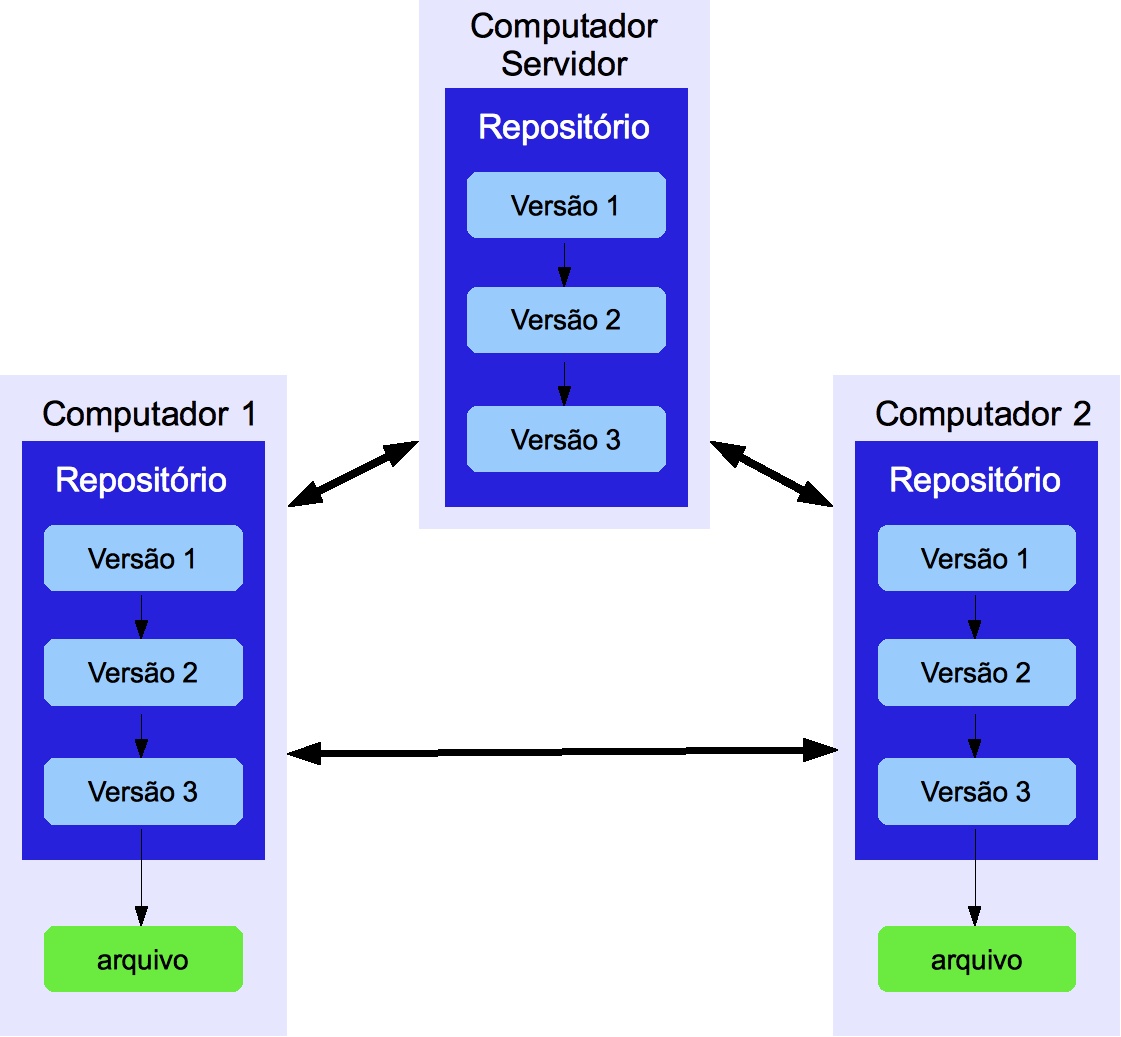 Computador
Servidor
Repositório
Versão 1
Versão 2
Versão 3
Computador 1
Repositório
Versão 1
Versão 2
Versão 3
arquivo
Computador 2
Repositório
Versão 1
Versão 2
Versão 3
arquivo